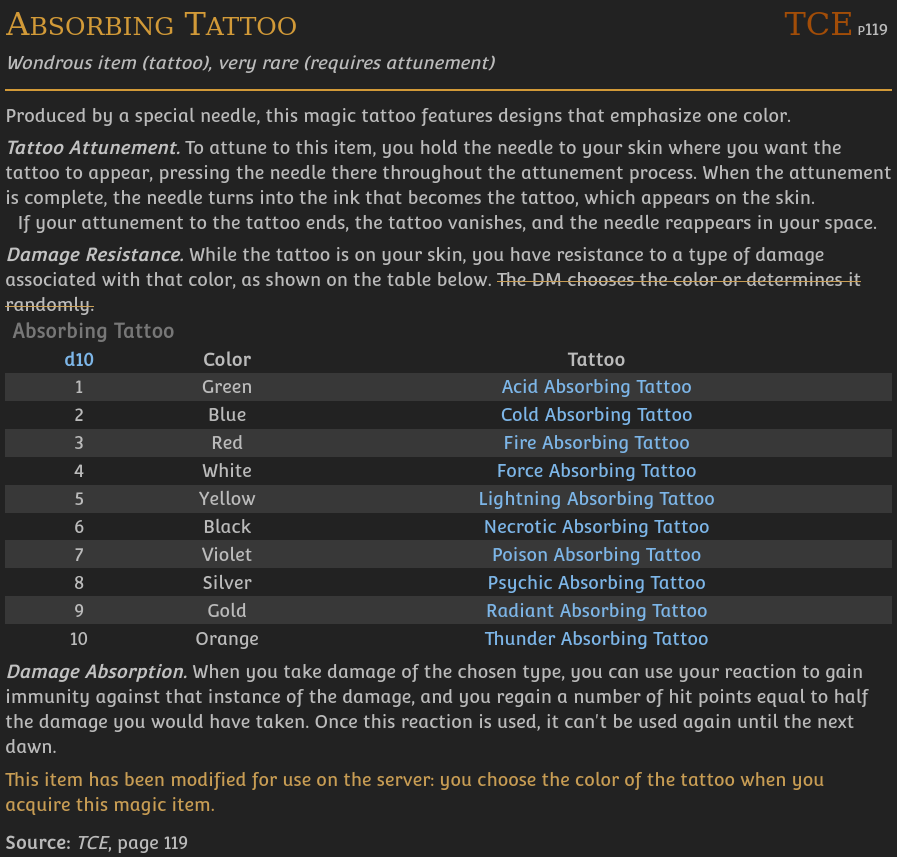 Absorbing Tattoo TCE p119
Wondrous item (tattoo), very rare (requires attunement)
Produced by a special needle, this magic tattoo features designs that emphasize one color.
Tattoo Attunement. To attune to this item, you hold the needle to your skin where you want the
tattoo to appear, pressing the needle there throughout the attunement process. When the attunement
is complete, the needle turns into the ink that becomes the tattoo, which appears on the skin.
If your attunement to the tattoo ends, the tattoo vanishes, and the needle reappears in your space.
Damage Resistance. While the tattoo is on your skin, you have resistance to a type of damage
associated with that color, as shown on the table below. The DM chooses the color or determines it
randomly.
Absorbing Tattoo
d10 Color Tattoo
1 Green Acid Absorbing Tattoo
2 Blue Cold Absorbing Tattoo
3 Red Fire Absorbing Tattoo
4 White Force Absorbing Tattoo
5 Yellow Lightning Absorbing Tattoo
6 Black Necrotic Absorbing Tattoo
7 Violet Poison Absorbing Tattoo
8 Silver Psychic Absorbing Tattoo
9 Gold Radiant Absorbing Tattoo
10 Orange Thunder Absorbing Tattoo
Damage Absorption. When you take damage of the chosen type, you can use your reaction to gain
immunity against that instance of the damage, and you regain a number of hit points equal to half
the damage you would have taken. Once this reaction is used, it can't be used again until the next
dawn.
This item has been modified for use on the server: you choose the color of the tattoo when you
acquire this magic item.
Source: TCE, page 119